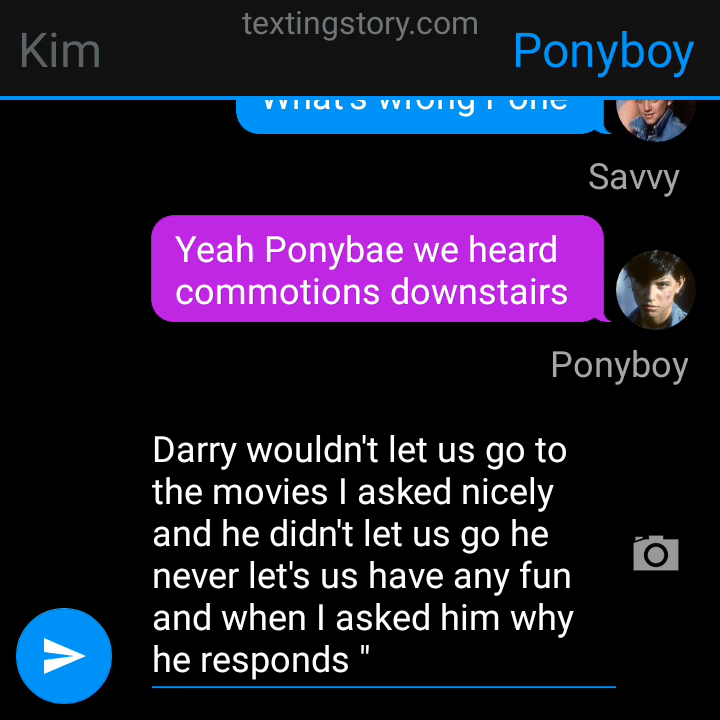 textingstory.com
Kim
Ponyboy
What's wrong
Savvy
Yeah Ponybae we heard
commotions downstairs
Ponyboy
Darry wouldn't let us go to
the movies I asked nicely
and he didn't let us go he
never let's us have any fun
and when I asked him why
he responds "